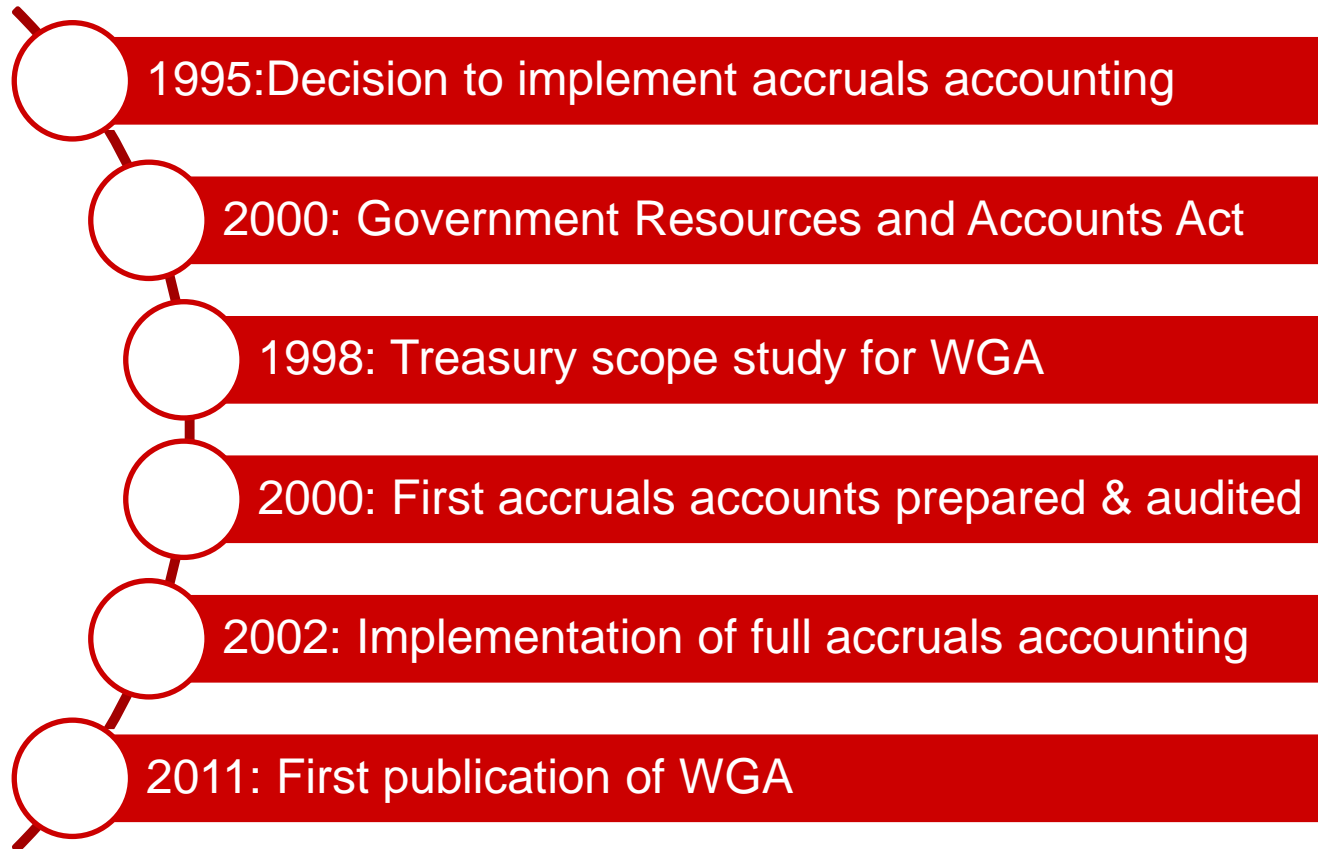 1995:Decision to implement accruals accounting
2000: Government Resources and Accounts Act
1998: Treasury scope study for WGA
2000: First accruals accounts prepared & audited
2002: Implementation of full accruals accounting
2011: First publication of WGA